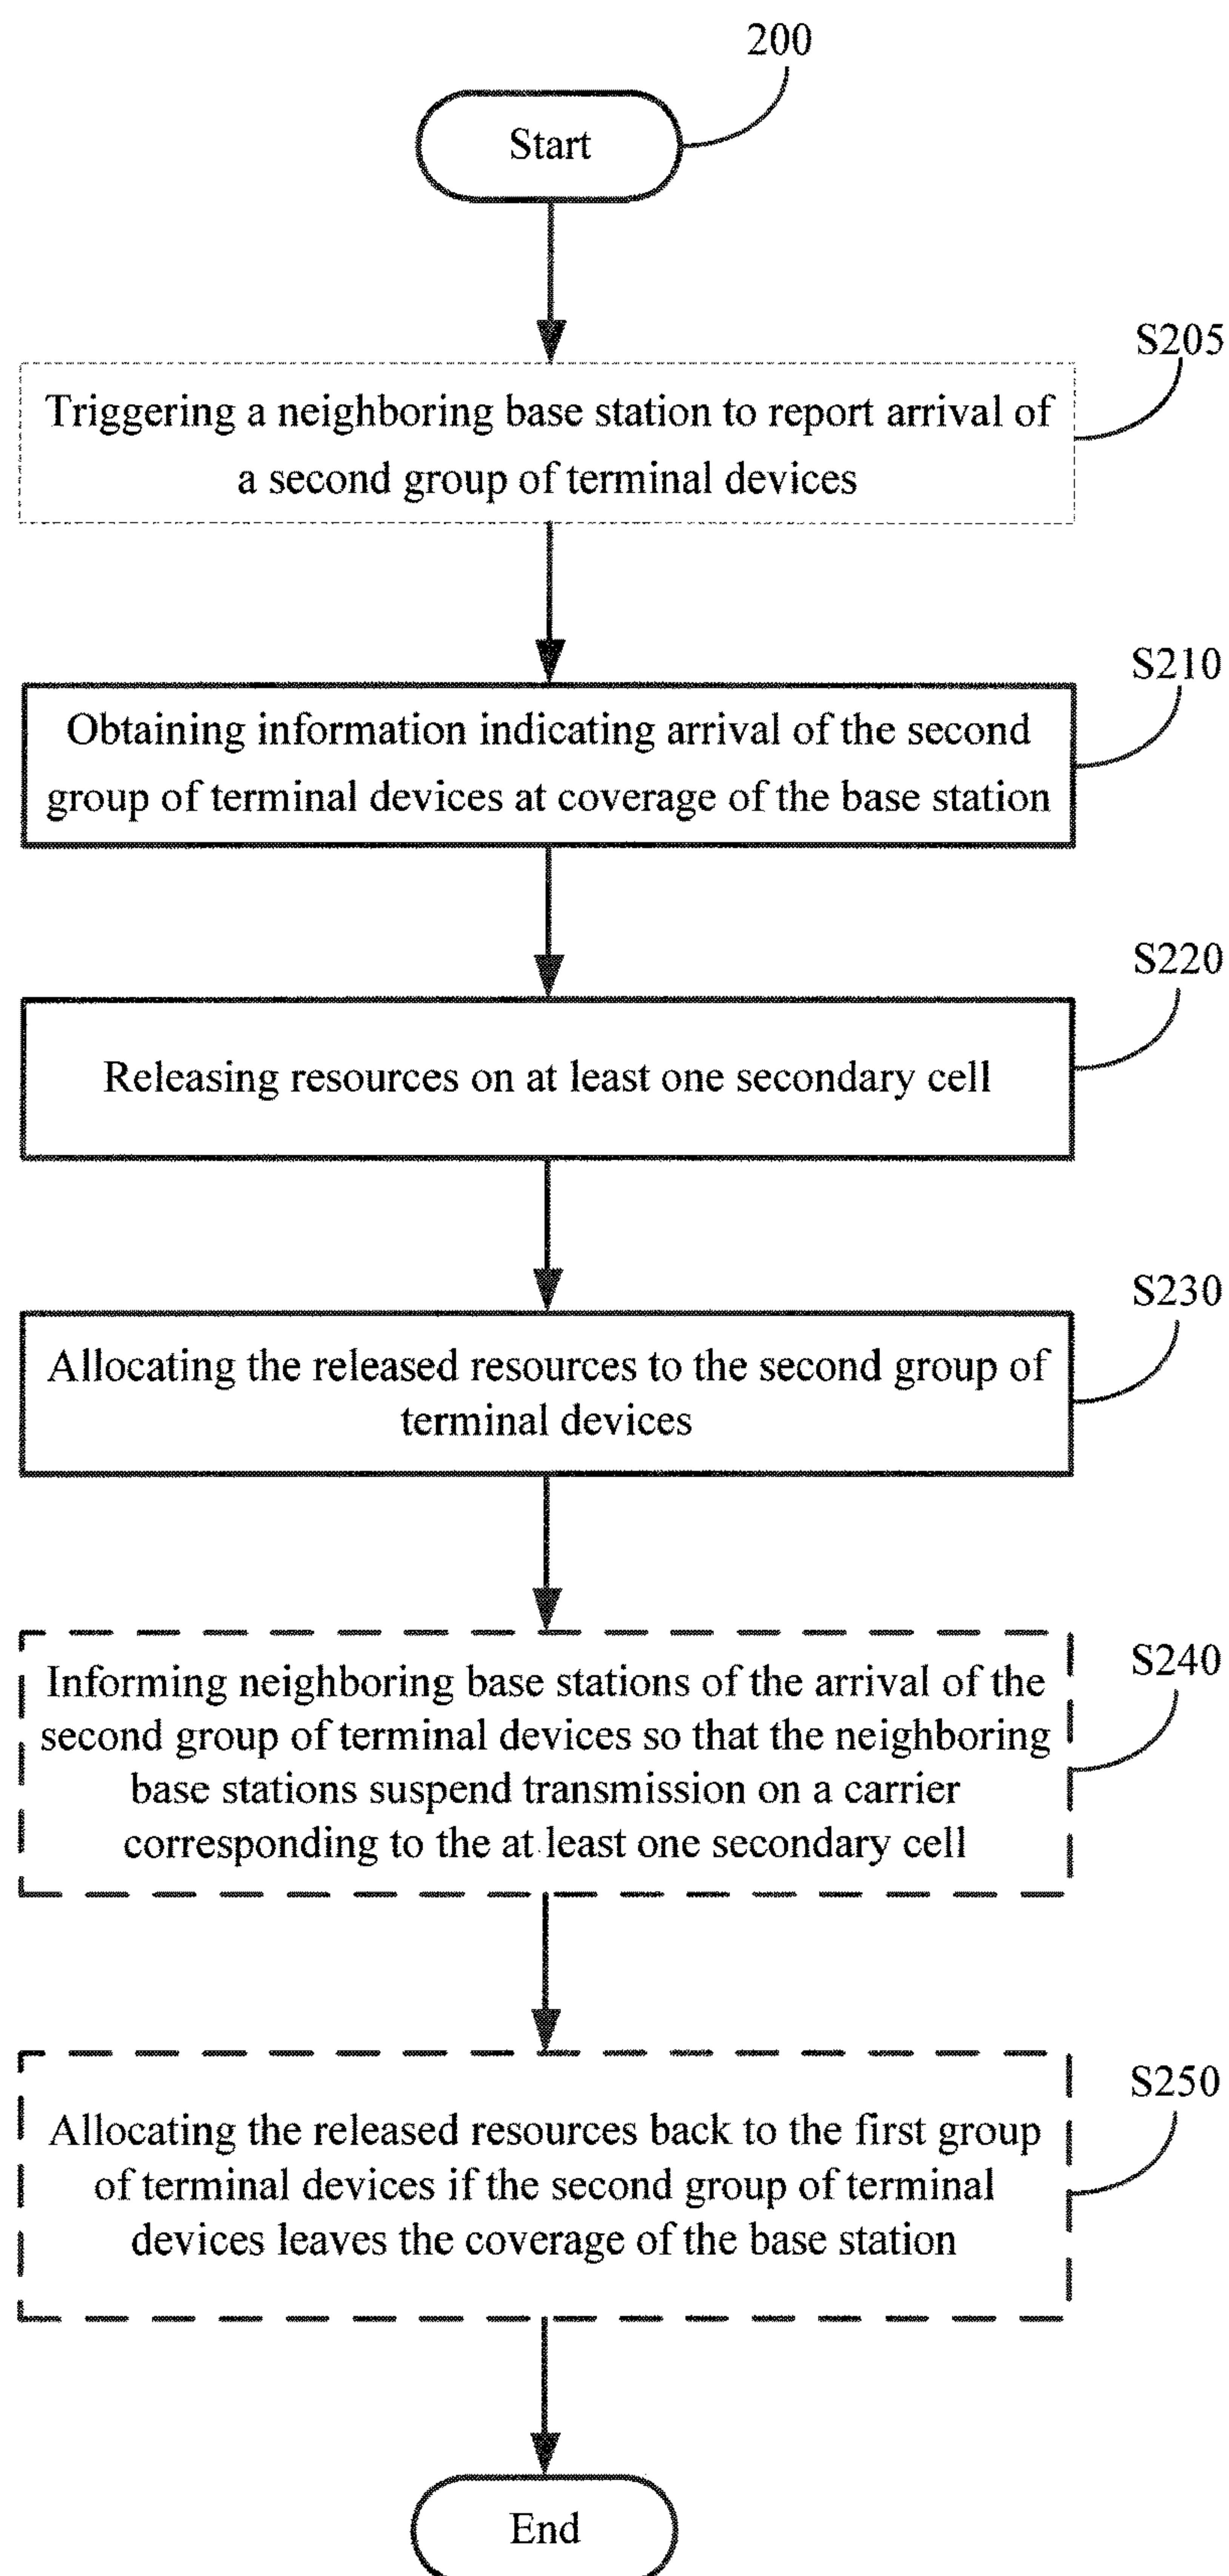 200
Start
S205
Triggering a neighboring base station to report arrival of
a second group of terminal devices
S210
Obtaining information indicating arrival of the second
group of terminal devices at coverage of the base station
S220
Releasing resources on at least one secondary cell
S230
Allocating the released resources to the second group of
terminal devices
S240
Informing neighboring base stations of the arrival of the
second group of terminal devices so that the neighboring
base stations suspend transmission on a carrier
corresponding to the at least one secondary cell
S250
Allocating the released resources back to the first group
of terminal devices if the second group of terminal
devices leaves the coverage of the base station
End